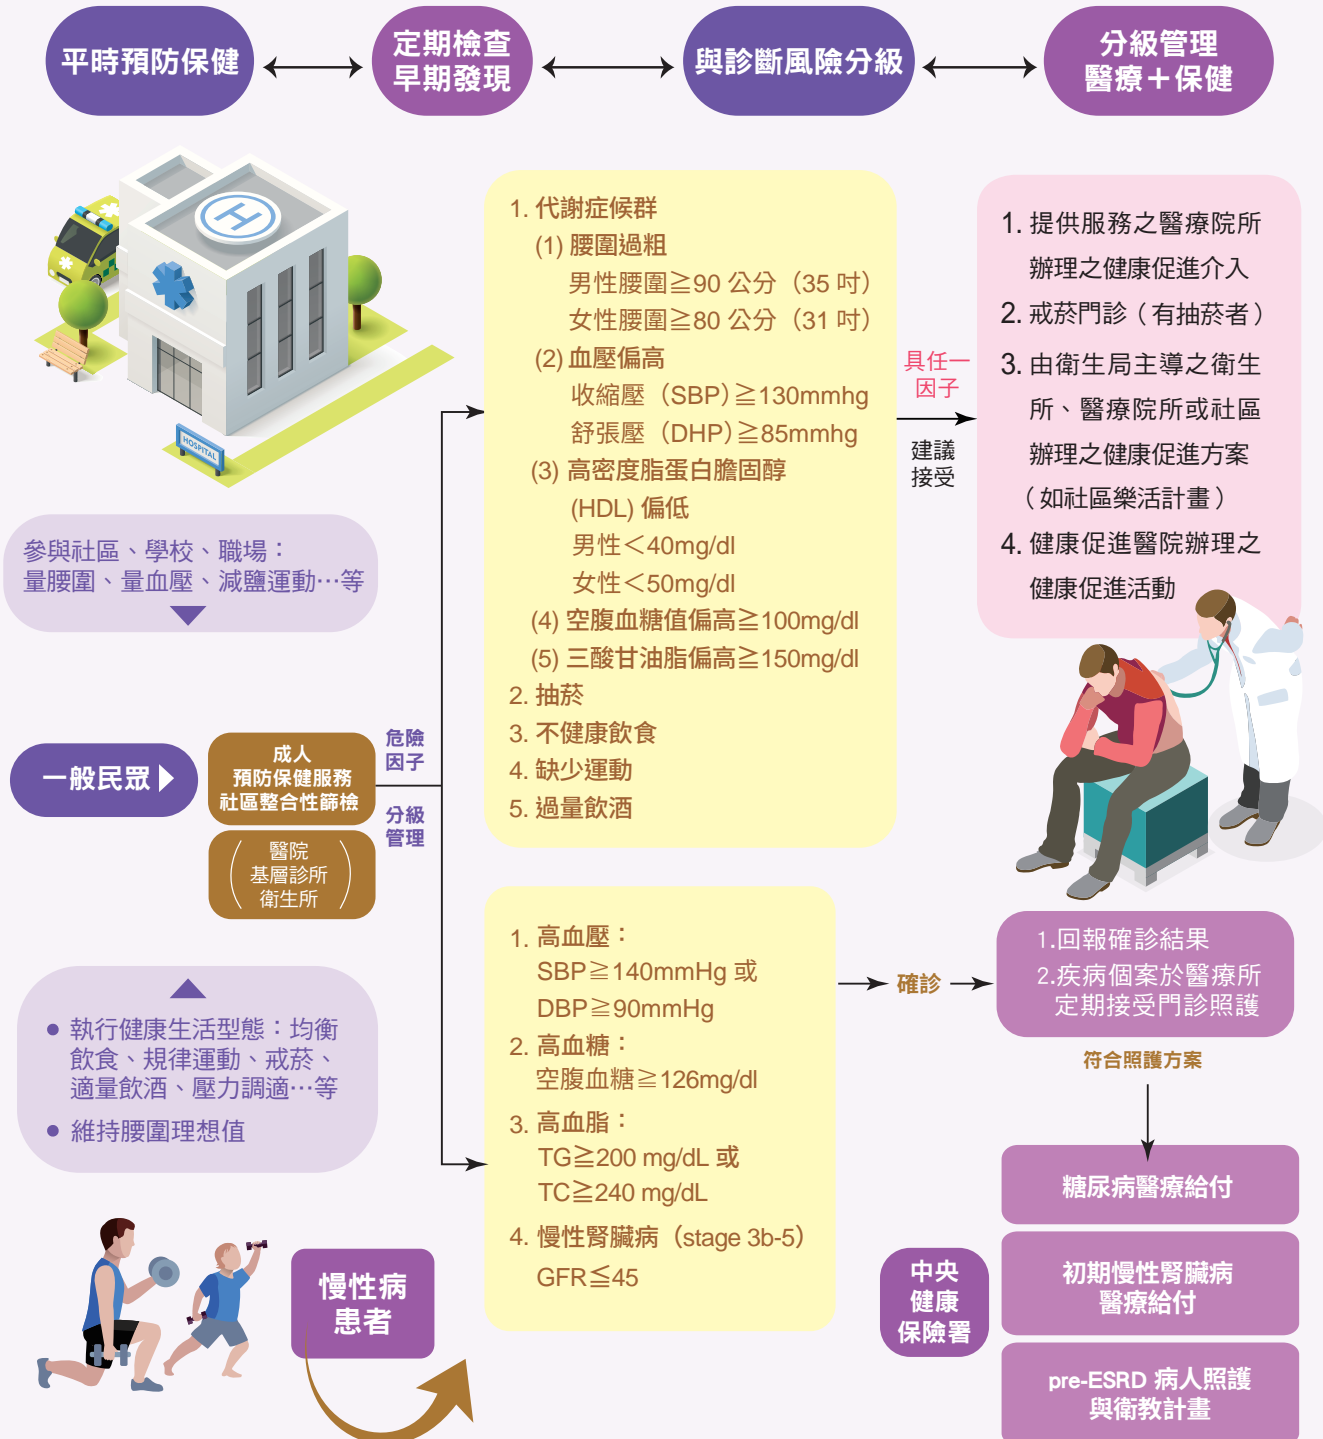 平時預防保健
定期檢查
早期發現
與診斷風險分級
分級管理
醫療＋保健
H
HOSPITAL
參與社區、學校、職場：
量腰圍、量血壓、減鹽運動…等
一般民眾
成人
預防保健服務
社區整合性篩檢
醫院
基層診所
衛生所
危險
因子
分級
管理
執行健康生活型態：均衡
飲食、規律運動、戒菸、
適量飲酒、壓力調適…等
維持腰圍理想值
慢性病
患者
1. 代謝症候群
(1) 腰圍過粗
男性腰圍≧90 公分（35 吋）
女性腰圍≧80 公分（31 吋）
(2) 血壓偏高
收縮壓（SBP）≧130mmhg
舒張壓（DHP）≧85mmhg
(3) 高密度脂蛋白膽固醇
(HDL) 偏低
男性＜40mg/dl
女性＜50mg/dl
(4) 空腹血糖值偏高≧100mg/dl
(5) 三酸甘油脂偏高≧150mg/dl
2. 抽菸
3. 不健康飲食
4. 缺少運動
5. 過量飲酒
具任一
因子
建議
接受
1. 提供服務之醫療院所
辦理之健康促進介入
2. 戒菸門診（有抽菸者）
3. 由衛生局主導之衛生
所、醫療院所或社區
辦理之健康促進方案
（如社區樂活計畫）
4. 健康促進醫院辦理之
健康促進活動
1. 高血壓：
SBP≧140mmHg 或
DBP≧90mmHg
2. 高血糖：
空腹血糖≧126mg/dl
3. 高血脂：
TG≧200 mg/dL 或
TC≧240 mg/dL
4. 慢性腎臟病（stage 3b-5）
GFR≦45
確診
1.回報確診結果
2.疾病個案於醫療所
定期接受門診照護
符合照護方案
中央
健康
保險署
糖尿病醫療給付
初期慢性腎臟病
醫療給付
pre-ESRD 病人照護
與衛教計畫